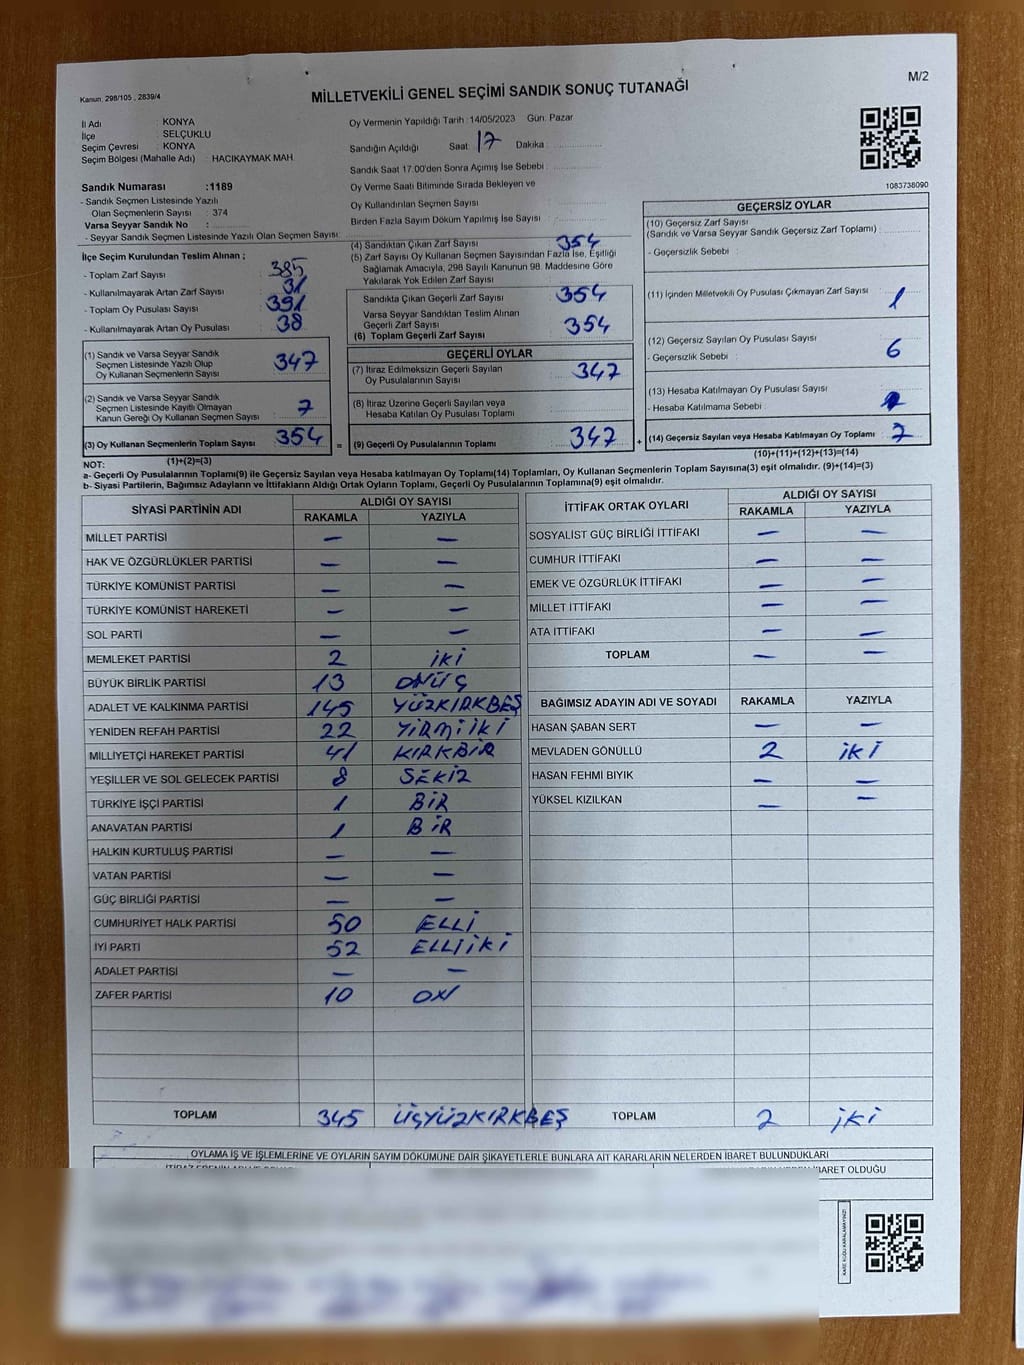 Kanun, 298/105 , 2839/4
MİLLETVEKİLİ GENEL SEÇİMİ SANDIK SONUÇ TUTANAĞI
M/2
İl Adı : KONYA
İlçe : SELÇUKLU
Seçim Çevresi : KONYA
Seçim Bölgesi (Mahalle Adı) : HACIKAYMAK MAH.
Sandık Numarası :1189
- Sandık Seçmen Listesinde Yazılı
Olan Seçmenlerin Sayısı : 374
Varsa Seyyar Sandık No :
- Seyyar Sandık Seçmen Listesinde Yazılı Olan Seçmen Sayısı:
Oy Vermenin Yapıldığı Tarih :14/05/2023 Gün: Pazar
Sandığın Açıldığı Saat: 17 Dakika :
Sandık Saat 17.00'den Sonra Açımış İse Sebebi :
Oy Verme Saati Bitiminde Sırada Bekleyen ve
Oy Kullandırılan Seçmen Sayısı :
Birden Fazla Sayım Döküm Yapılmış İse Sayısı :
1083738090
İlçe Seçim Kurulundan Teslim Alınan ;
- Toplam Zarf Sayısı : 385
- Kullanılmayarak Artan Zarf Sayısı : 31
- Toplam Oy Pusulası Sayısı : 391
- Kullanılmayarak Artan Oy Pusulası : 38
(4) Sandıktan Çıkan Zarf Sayısı 354
(5) Zarf Sayısı Oy Kullanan Seçmen Sayısından Fazla İse, Eşitliği
Sağlamak Amacıyla, 298 Sayılı Kanunun 98. Maddesine Göre
Yakılarak Yok Edilen Zarf Sayısı
Sandıkta Çıkan Geçerli Zarf Sayısı : 354
Varsa Seyyar Sandıktan Teslim Alınan
Geçerli Zarf Sayısı :
(6) Toplam Geçerli Zarf Sayısı 354
GEÇERSİZ OYLAR
(10) Geçersiz Zarf Sayısı
(Sandık ve Varsa Seyyar Sandık Geçersiz Zarf Toplamı) :
- Geçersizlik Sebebi :
(11) İçinden Milletvekili Oy Pusulası Çıkmayan Zarf Sayısı : 1
(12) Geçersiz Sayılan Oy Pusulası Sayısı : 6
- Geçersizlik Sebebi :
(13) Hesaba Katılmayan Oy Pusulası Sayısı
- Hesaba Katılmama Sebebi :
(14) Geçersiz Sayılan veya Hesaba Katılmayan Oy Toplamı : 7
(10)+(11)+(12)+(13)=(14)
(1) Sandık ve Varsa Seyyar Sandık
Seçmen Listesinde Yazılı Olup
Oy Kullanan Seçmenlerin Sayısı : 347
(2) Sandık ve Varsa Seyyar Sandık
Seçmen Listesinde Kayıtlı Olmayan
Kanun Gereği Oy Kullanan Seçmen Sayısı : 7
(3) Oy Kullanan Seçmenlerin Toplam Sayısı : 354 =
(1)+(2)=(3)
GEÇERLİ OYLAR
(7) İtiraz Edilmeksizin Geçerli Sayılan
Oy Pusulalarının Sayısı : 347
(8) İtiraz Üzerine Geçerli Sayılan veya
Hesaba Katılan Oy Pusulası Toplamı :
(9) Geçerli Oy Pusulalarının Toplamı : 347 +
NOT:
a- Geçerli Oy Pusulalarının Toplamı(9) ile Geçersiz Sayılan veya Hesaba katılmayan Oy Toplamı(14) Toplamları, Oy Kullanan Seçmenlerin Toplam Sayısına(3) eşit olmalıdır. (9)+(14)=(3)
b- Siyasi Partilerin, Bağımsız Adayların ve İttifakların Aldığı Ortak Oyların Toplamı, Geçerli Oy Pusulalarının Toplamına(9) eşit olmalıdır.
SİYASİ PARTİNİN ADI ALDIĞI OY SAYISI
RAKAMLA YAZIYLA
MİLLET PARTİSİ — —
HAK VE ÖZGÜRLÜKLER PARTİSİ — —
TÜRKİYE KOMÜNİST PARTİSİ — —
TÜRKİYE KOMÜNİST HAREKETİ — —
SOL PARTİ — —
MEMLEKET PARTİSİ 2 İKİ
BÜYÜK BİRLİK PARTİSİ 13 ONÜÇ
ADALET VE KALKINMA PARTİSİ 145 YÜZKIRKBEŞ
YENİDEN REFAH PARTİSİ 22 YİRMİİKİ
MİLLİYETÇİ HAREKET PARTİSİ 41 KIRKBİR
YEŞİLLER VE SOL GELECEK PARTİSİ 8 SEKİZ
TÜRKİYE İŞÇİ PARTİSİ 1 BİR
ANAVATAN PARTİSİ 1 BİR
HALKIN KURTULUŞ PARTİSİ — —
VATAN PARTİSİ — —
GÜÇ BİRLİĞİ PARTİSİ — —
CUMHURİYET HALK PARTİSİ 50 ELLİ
İYİ PARTİ 52 ELLİİKİ
ADALET PARTİSİ — —
ZAFER PARTİSİ 10 ON
TOPLAM 345 ÜÇYÜZKIRKBEŞ
İTTİFAK ORTAK OYLARI ALDIĞI OY SAYISI
RAKAMLA YAZIYLA
SOSYALİST GÜÇ BİRLİĞİ İTTİFAKI — —
CUMHUR İTTİFAKI — —
EMEK VE ÖZGÜRLÜK İTTİFAKI — —
MİLLET İTTİFAKI — —
ATA İTTİFAKI — —
TOPLAM — —
BAĞIMSIZ ADAYIN ADI VE SOYADI RAKAMLA YAZIYLA
HASAN ŞABAN SERT — —
MEVLADEN GÖNÜLLÜ 2 İKİ
HASAN FEHMİ BIYIK — —
YÜKSEL KIZILKAN — —
TOPLAM 2 İKİ
OYLAMA İŞ VE İŞLEMLERİNE VE OYLARIN SAYIM DÖKÜMÜNE DAİR ŞİKAYETLERLE BUNLARA AİT KARARLARIN NELERDEN İBARET BULUNDUKLARI
İBARET OLDUĞU